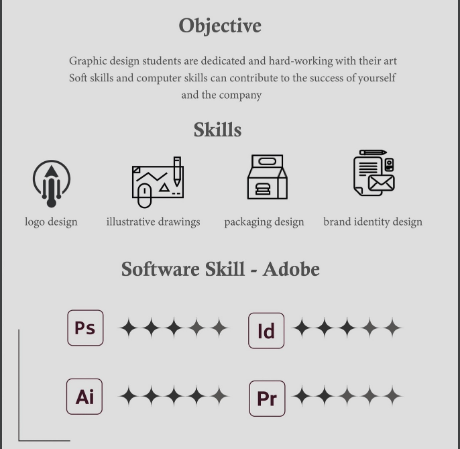 Objective
Graphic design students are dedicated and hard-working with their art
Soft skills and computer skills can contribute to the success of yourself
and the company
Skills
logo design
illustrative drawings
packaging design
brand identity design
Software Skill - Adobe
Ps
Id
Ai
Pr